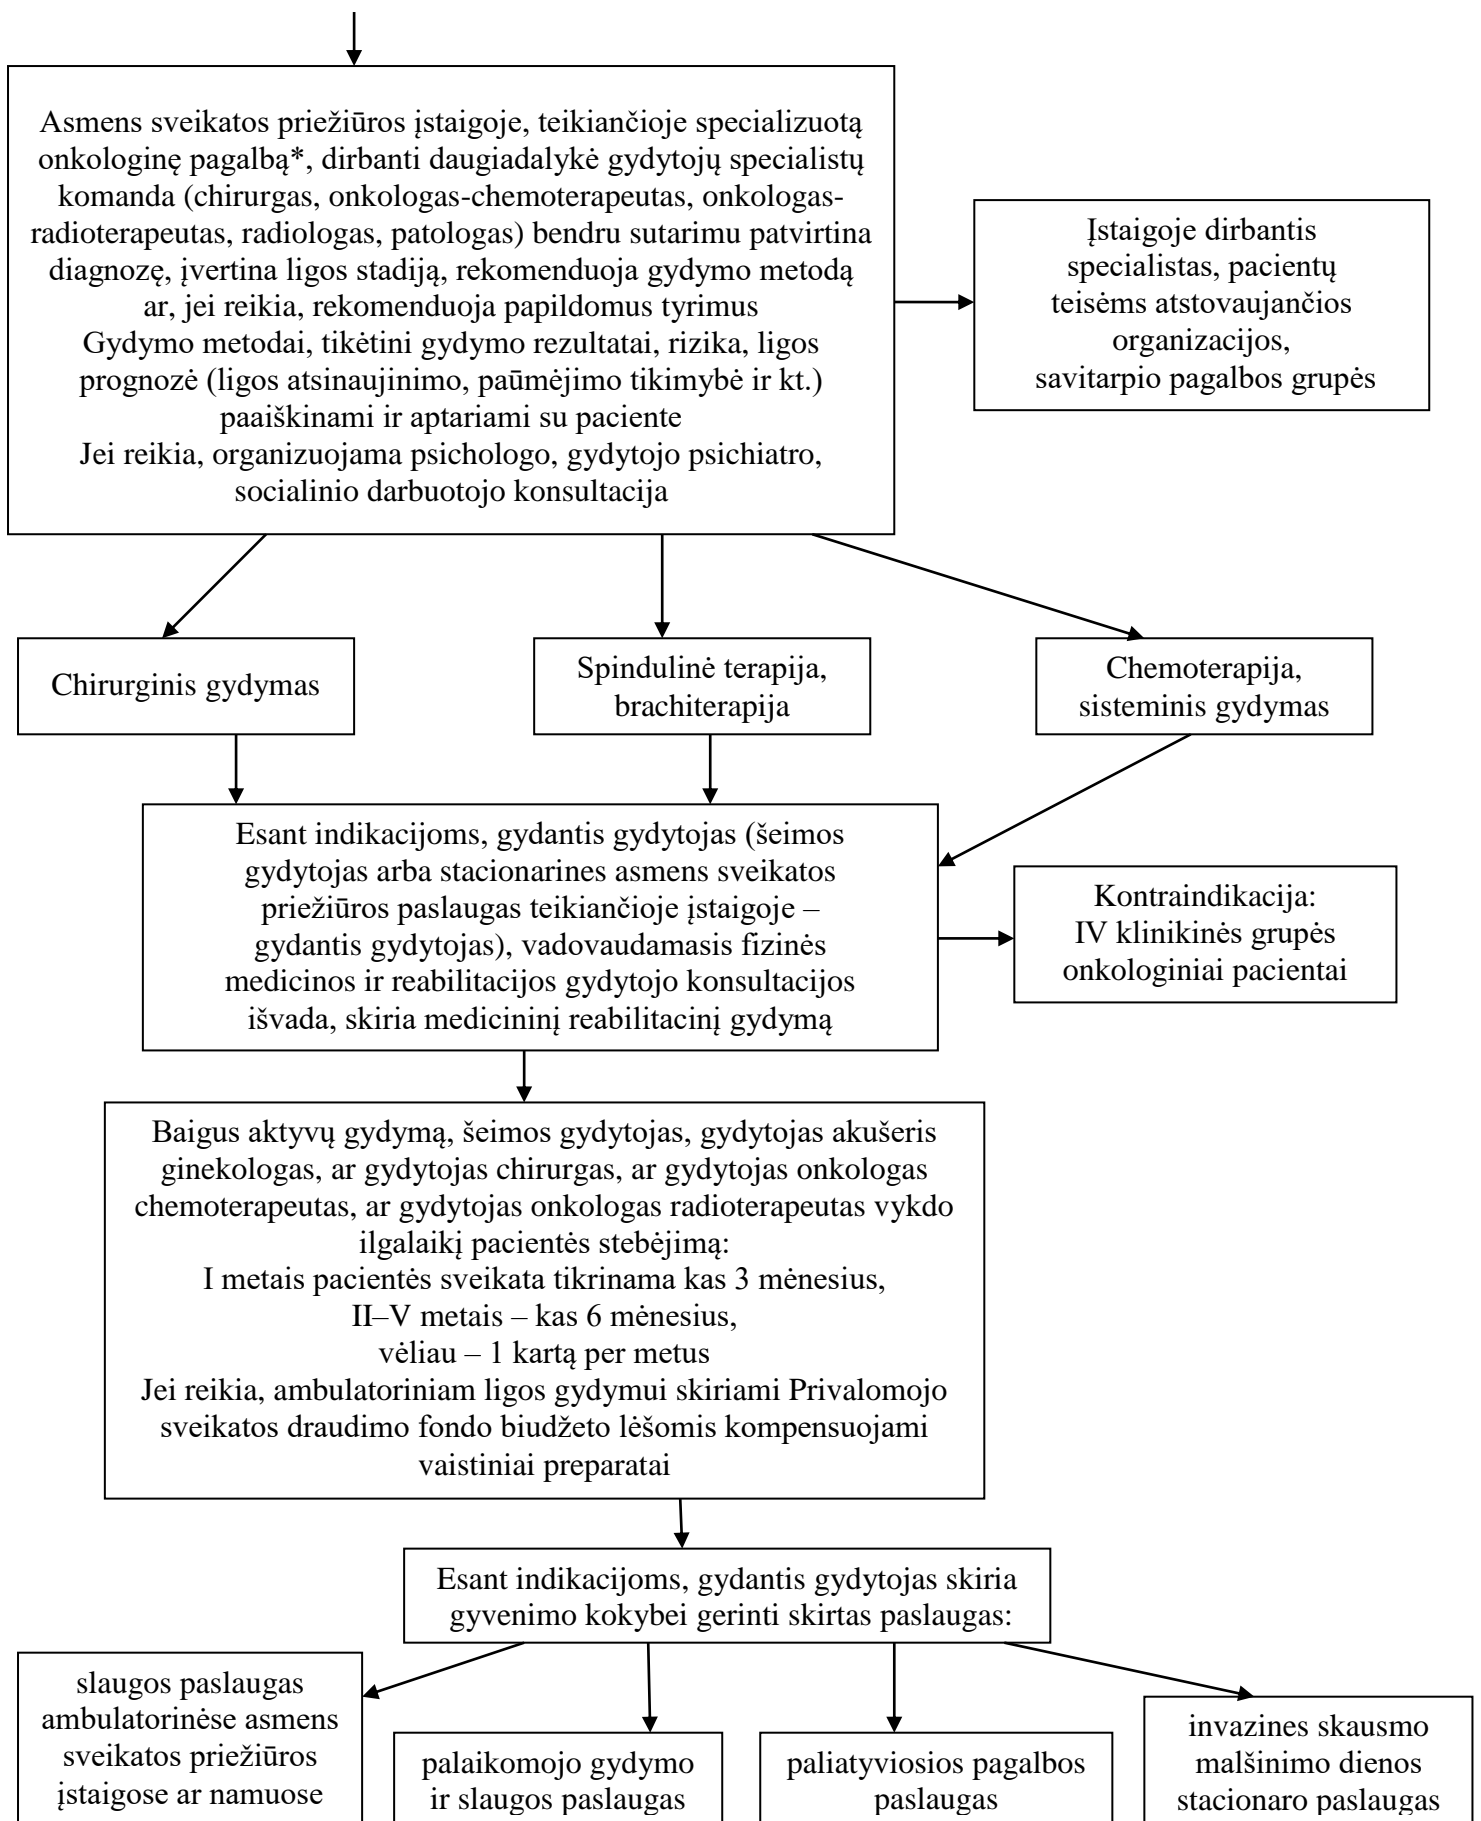 Asmens sveikatos priežiūros įstaigoje, teikiančioje specializuotą
onkologinę pagalbą*, dirbanti daugiadalykė gydytojų specialistų
komanda (chirurgas, onkologas-chemoterapeutas, onkologas-
radioterapeutas, radiologas, patologas) bendru sutarimu patvirtina
diagnozę, įvertina ligos stadiją, rekomenduoja gydymo metodą
ar, jei reikia, rekomenduoja papildomus tyrimus
Gydymo metodai, tikėtini gydymo rezultatai, rizika, ligos
prognozė (ligos atsinaujinimo, paūmėjimo tikimybė ir kt.)
paaiškinami ir aptariami su paciente
Jei reikia, organizuojama psichologo, gydytojo psichiatro,
socialinio darbuotojo konsultacija
Įstaigoje dirbantis
specialistas, pacientų
teisėms atstovaujančios
organizacijos,
savitarpio pagalbos grupės
Chirurginis gydymas
Spindulinė terapija,
brachiterapija
Chemoterapija,
sisteminis gydymas
Esant indikacijoms, gydantis gydytojas (šeimos
gydytojas arba stacionarines asmens sveikatos
priežiūros paslaugas teikiančioje įstaigoje –
gydantis gydytojas), vadovaudamasis fizinės
medicinos ir reabilitacijos gydytojo konsultacijos
išvada, skiria medicininį reabilitacinį gydymą
Kontraindikacija:
IV klinikinės grupės
onkologiniai pacientai
Baigus aktyvų gydymą, šeimos gydytojas, gydytojas akušeris
ginekologas, ar gydytojas chirurgas, ar gydytojas onkologas
chemoterapeutas, ar gydytojas onkologas radioterapeutas vykdo
ilgalaikį pacientės stebėjimą:
I metais pacientės sveikata tikrinama kas 3 mėnesius,
II–V metais – kas 6 mėnesius,
vėliau – 1 kartą per metus
Jei reikia, ambulatoriniam ligos gydymui skiriami Privalomojo
sveikatos draudimo fondo biudžeto lėšomis kompensuojami
vaistiniai preparatai
Esant indikacijoms, gydantis gydytojas skiria
gyvenimo kokybei gerinti skirtas paslaugas:
slaugos paslaugas
ambulatorinėse asmens
sveikatos priežiūros
įstaigose ar namuose
palaikomojo gydymo
ir slaugos paslaugas
paliatyviosios pagalbos
paslaugas
invazines skausmo
malšinimo dienos
stacionaro paslaugas